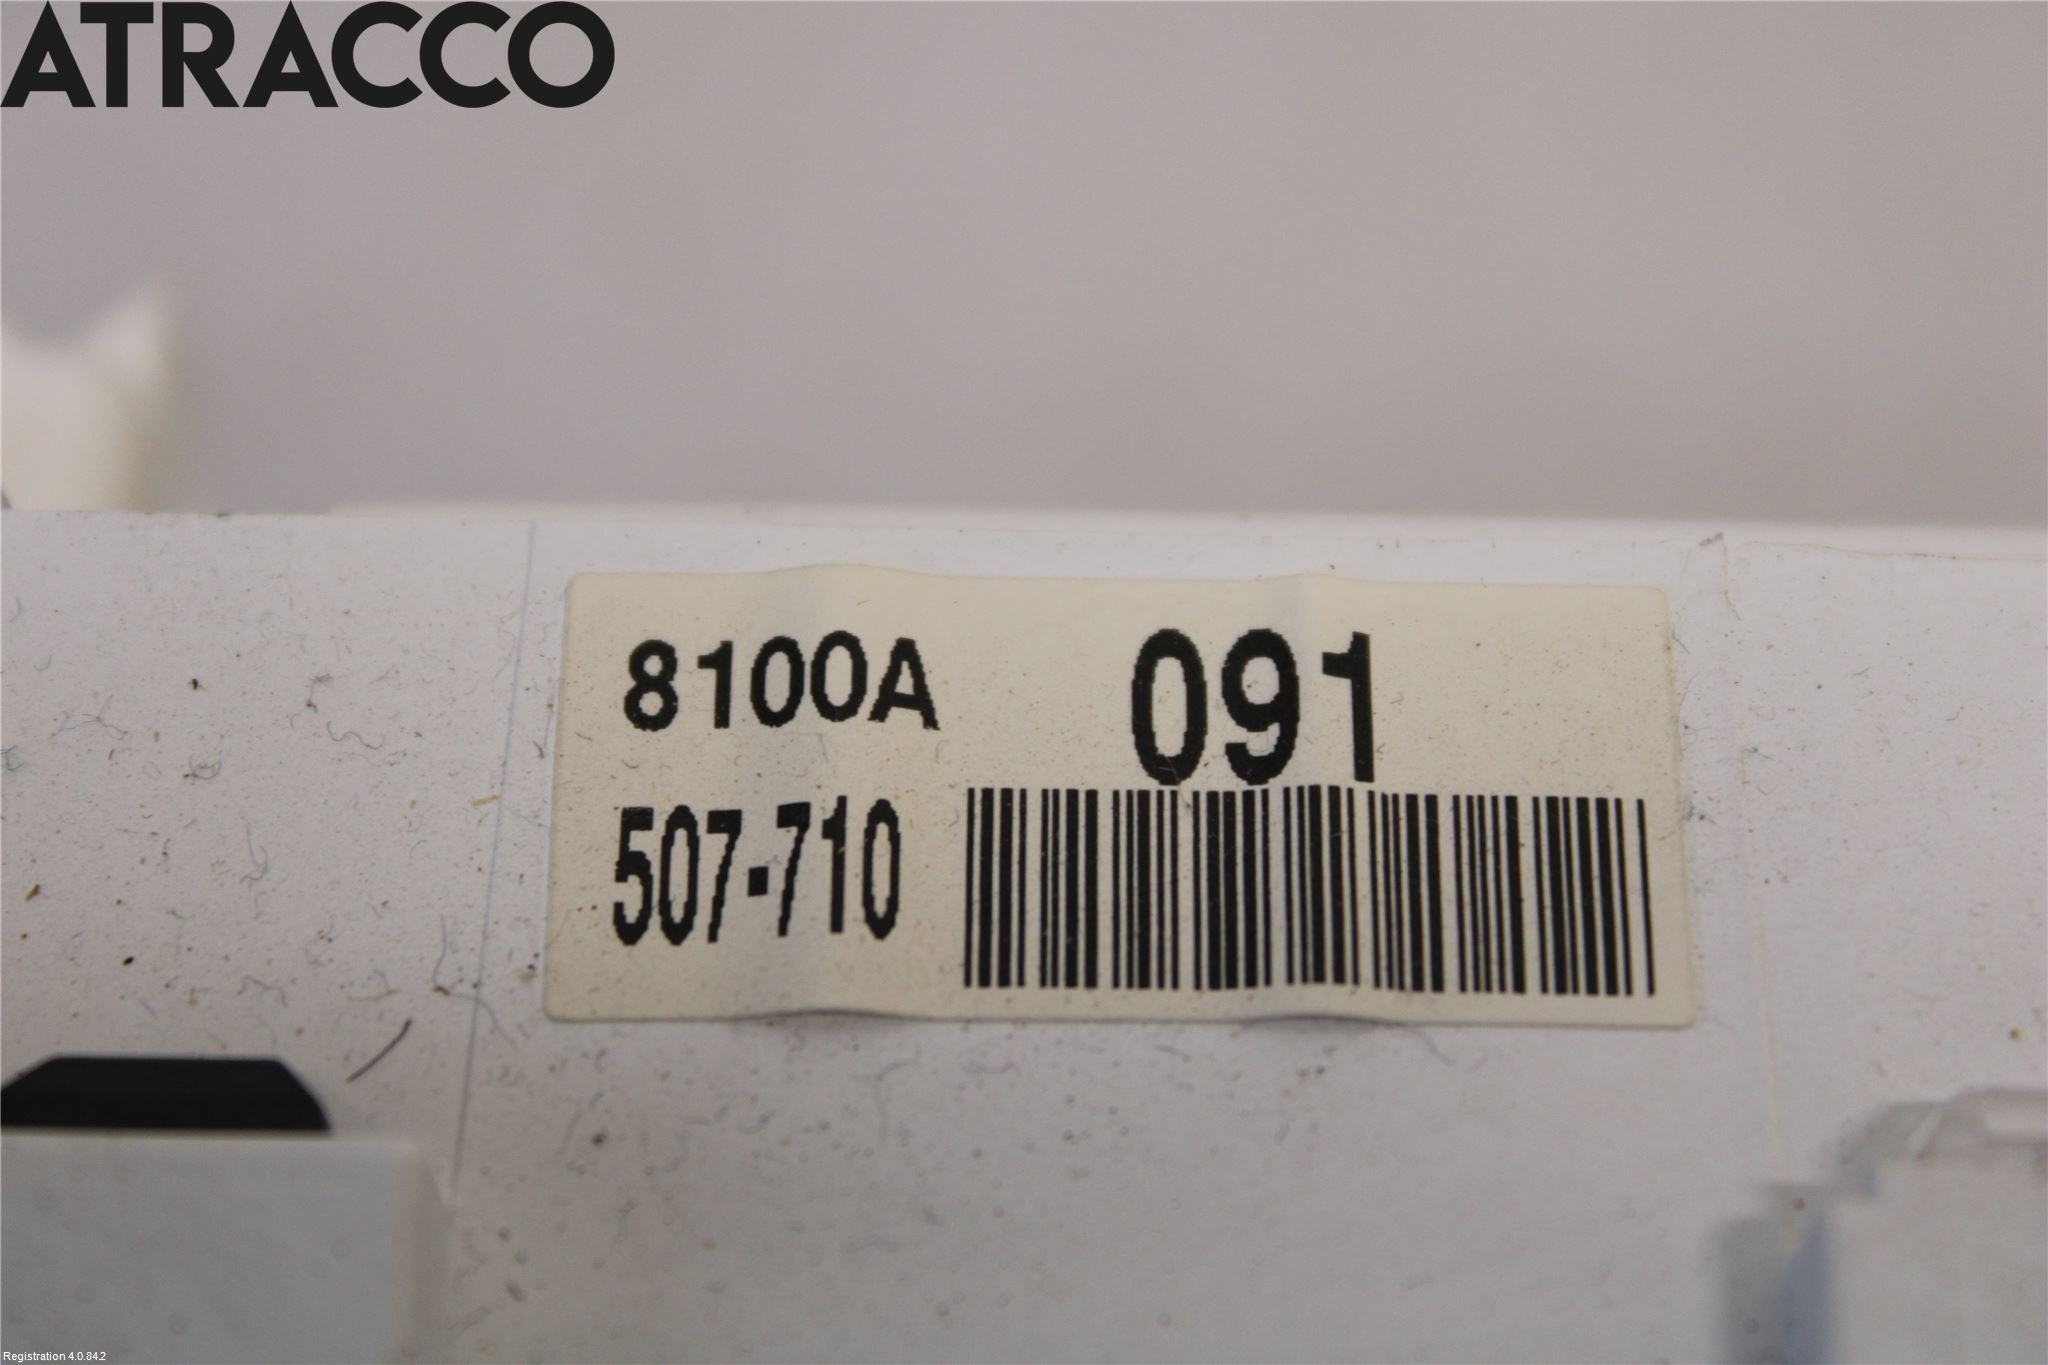 ATRACCO
8100A 091
507-710
Registration 4.0.84.2